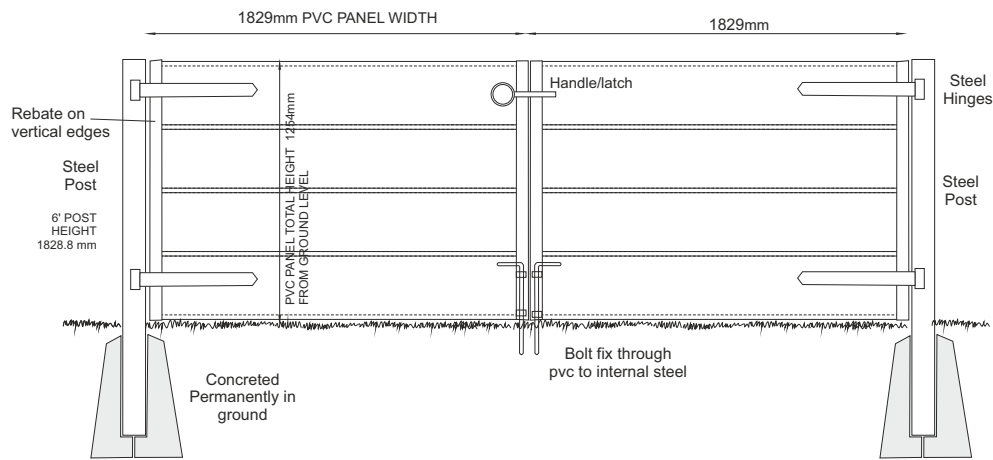 1829mm PVC PANEL WIDTH
1829mm
Handle/latch
Steel
Hinges
Rebate on
vertical edges
PVC PANEL TOTAL HEIGHT 1254mm
FROM GROUND LEVEL
Steel
Post
Steel
Post
6' POST
HEIGHT
1828.8 mm
Bolt fix through
pvc to internal steel
Concreted
Permanently in
ground